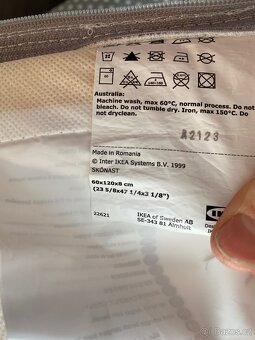 Australia:
Machine wash, max 60°C, normal process. Do not
bleach. Do not tumble dry. Iron, max 150°C. Do
not dryclean.
A2123
Made in Romania
© Inter IKEA Systems B.V. 1999
SKÖNAST
60x120x8 cm
(23 5/8x47 1/4x3 1/8")
22621
IKEA of Sweden AB
SE-343 81 Älmhult